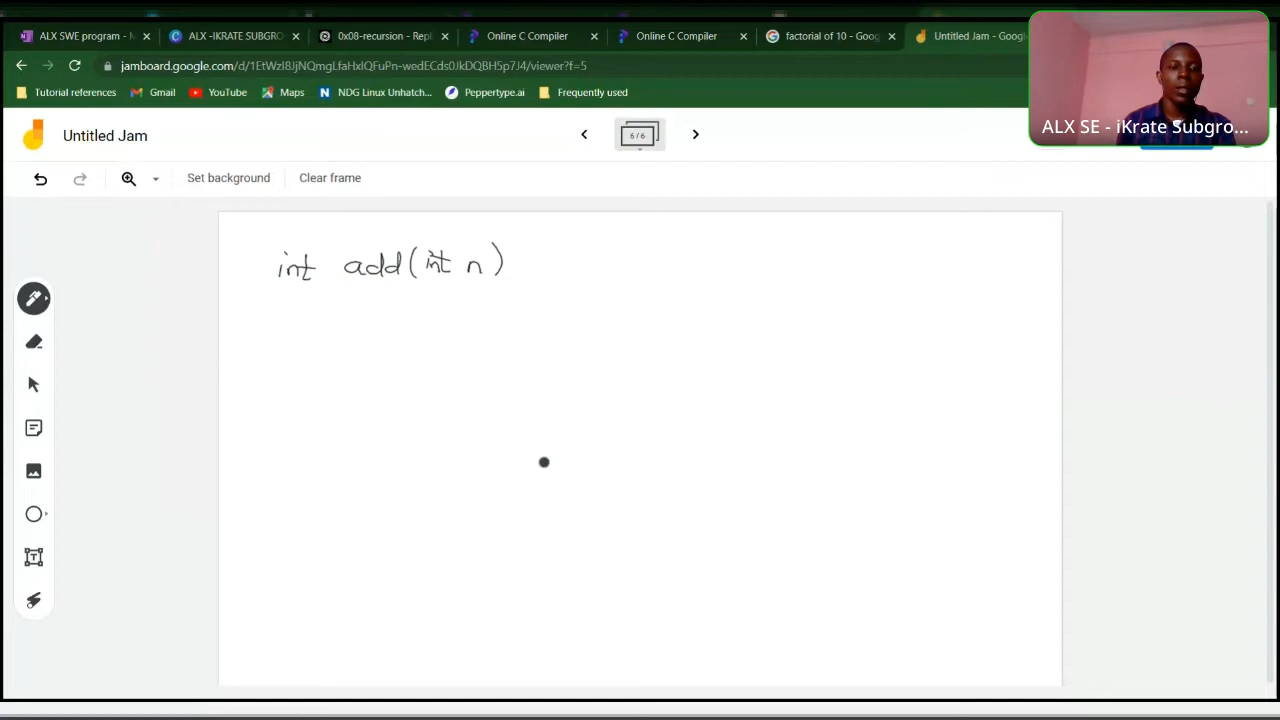 ALX SWE program - M
ALX -IKRATE SUBGRO
0x08-recursion - Repl
Online C Compiler
Online C Compiler
factorial of 10 - Goog
Untitled Jam - Google
jamboard.google.com/d/1EtWzI8JjNQmgLfaHxlQFuPn-wedECds0JkDQBH5p7J4/viewer?f=5
Tutorial references
Gmail
YouTube
Maps
NDG Linux Unhatch...
Peppertype.ai
Frequently used
ALX SE - iKrate Subgro...
Untitled Jam
6 / 6
Set background
Clear frame
int add(int n)